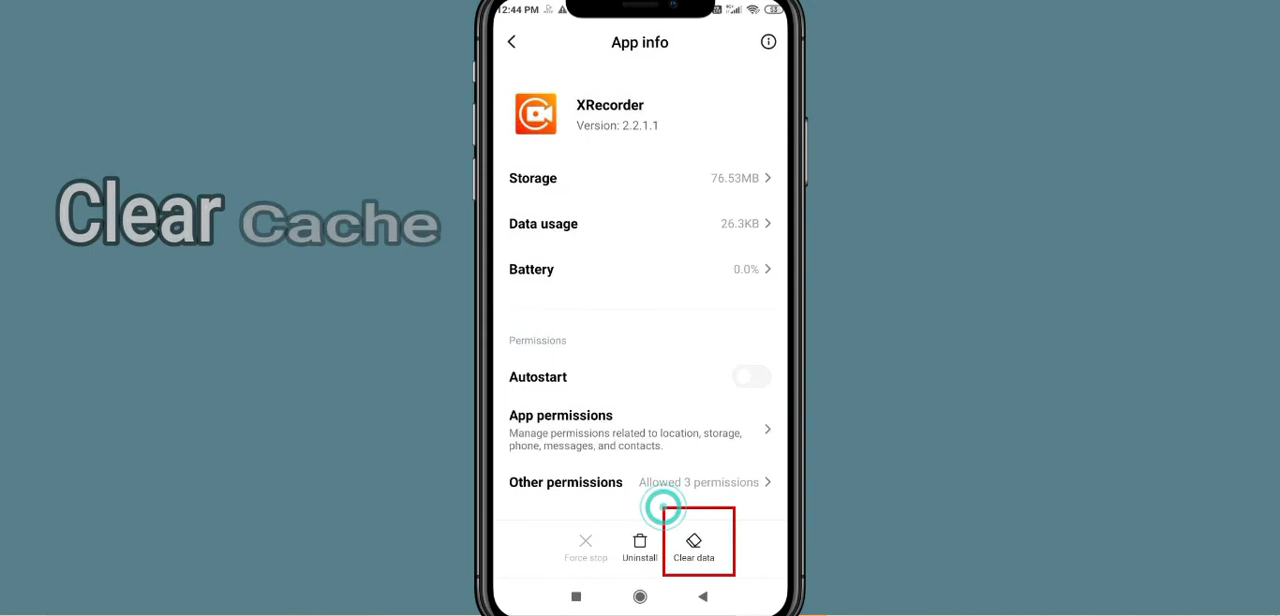 12:44 PM
App info
XRecorder
Version: 2.2.1.1
Clear Cache
Storage 76.53MB
Data usage 26.3KB
Battery 0.0%
Permissions
Autostart
App permissions
Manage permissions related to location, storage,
phone, messages, and contacts.
Other permissions Allowed 3 permissions
Force stop Uninstall Clear data